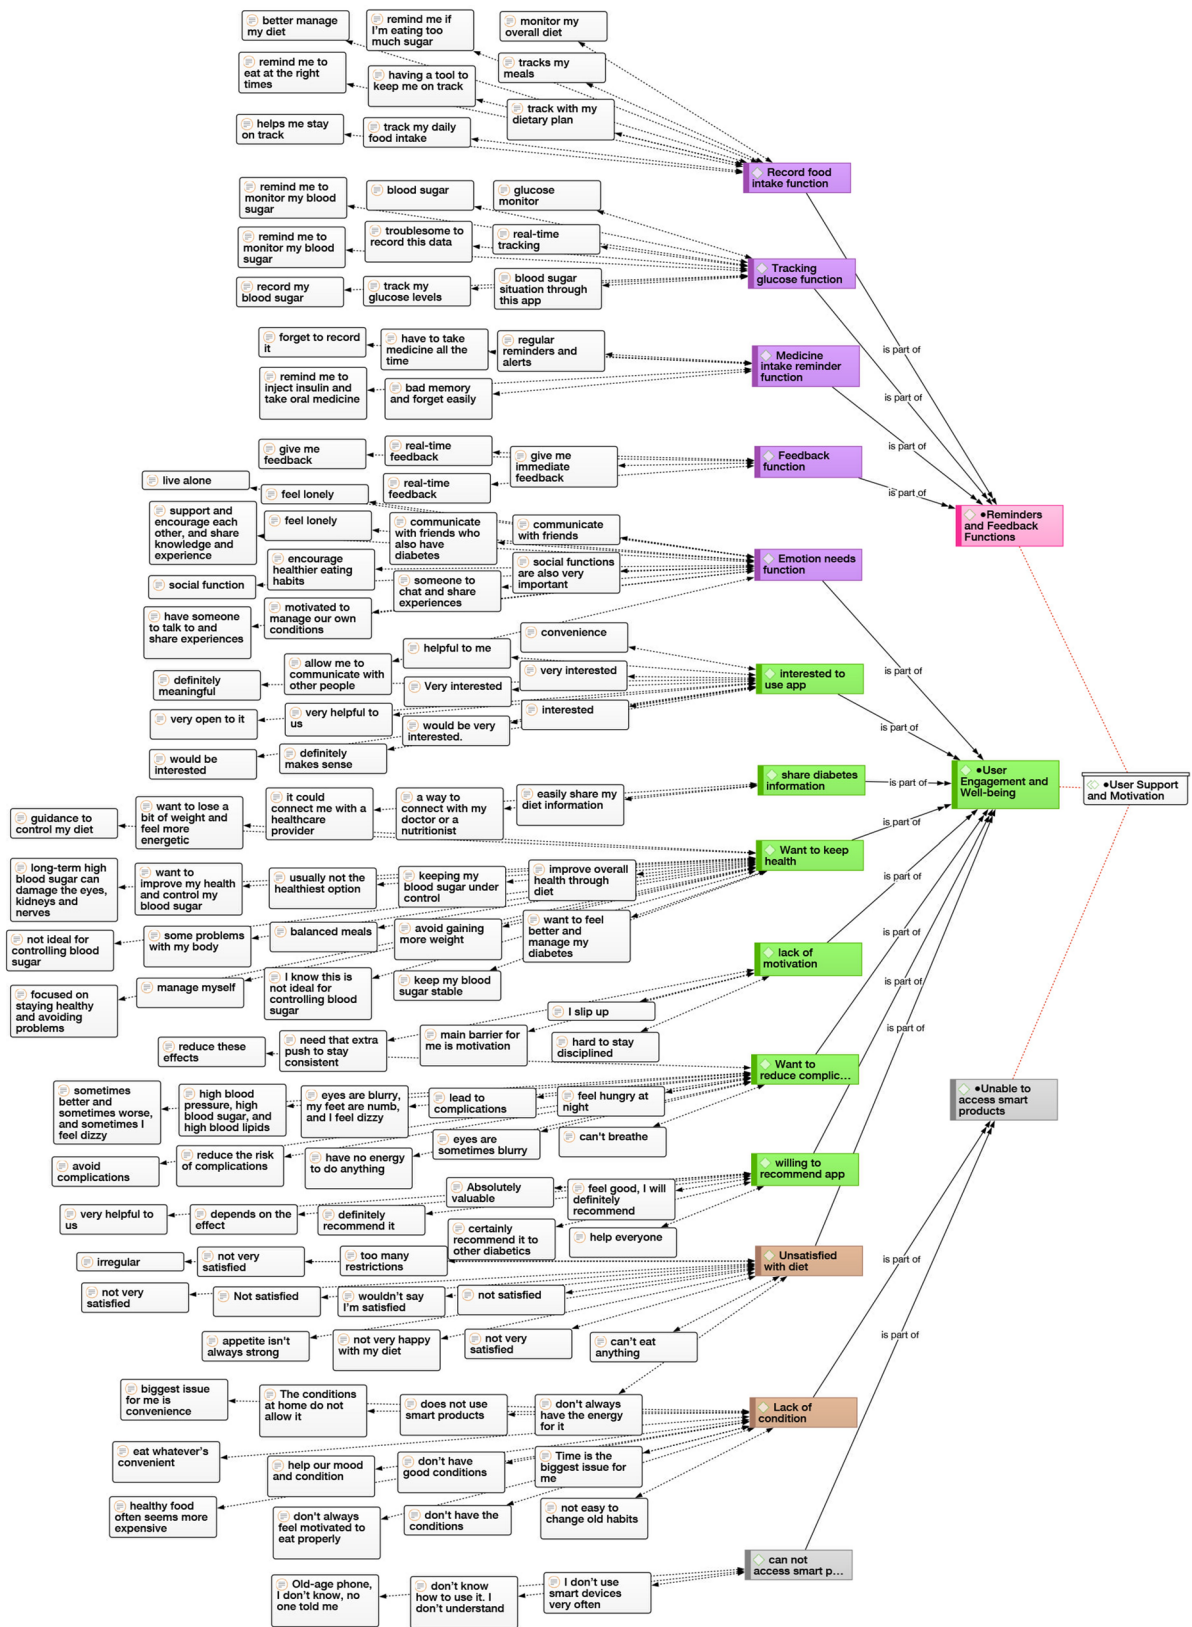 better manage
my diet
remind me if
I'm eating too
much sugar
monitor my
overall diet
remind me to
eat at the right
times
having a tool to
keep me on track
tracks my
meals
track with my
dietary plan
helps me stay
on track
track my daily
food intake
Record food
intake function
remind me to
monitor my blood
sugar
blood sugar
glucose
monitor
remind me to
monitor my blood
sugar
troublesome to
record this data
real-time
tracking
record my
blood sugar
track my
glucose levels
blood sugar
situation through
this app
Tracking
glucose function
is part of
forget to record
it
have to take
medicine all the
time
regular
reminders and
alerts
remind me to
inject insulin and
take oral medicine
bad memory
and forget easily
Medicine
intake reminder
function
is part of
is part of
give me
feedback
real-time
feedback
give me
immediate
feedback
real-time
feedback
Feedback
function
is part of
●Reminders
and Feedback
Functions
live alone
feel lonely
support and
encourage each
other, and share
knowledge and
experience
feel lonely
communicate
with friends who
also have
diabetes
communicate
with friends
social function
encourage
healthier eating
habits
someone to
chat and share
experiences
social functions
are also very
important
have someone
to talk to and
share experiences
motivated to
manage our own
conditions
Emotion needs
function
is part of
convenience
helpful to me
allow me to
communicate with
other people
definitely
meaningful
Very interested
very interested
very open to it
very helpful to
us
would be very
interested.
interested
would be
interested
definitely
makes sense
interested to
use app
is part of
share diabetes
information
is part of
●User
Engagement and
Well-being
●User Support
and Motivation
guidance to
control my diet
want to lose a
bit of weight and
feel more
energetic
it could
connect me with a
healthcare
provider
a way to
connect with my
doctor or a
nutritionist
easily share my
diet information
is part of
Want to keep
health
long-term high
blood sugar can
damage the eyes,
kidneys and
nerves
want to
improve my health
and control my
blood sugar
usually not the
healthiest option
keeping my
blood sugar under
control
improve overall
health through
diet
is part of
not ideal for
controlling blood
sugar
some problems
with my body
balanced meals
avoid gaining
more weight
want to feel
better and
manage my
diabetes
is part of
focused on
staying healthy
and avoiding
problems
manage myself
I know this is
not ideal for
controlling blood
sugar
keep my blood
sugar stable
lack of
motivation
is part of
I slip up
reduce these
effects
need that extra
push to stay
consistent
main barrier for
me is motivation
hard to stay
disciplined
is part of
Want to
reduce complic...
●Unable to
access smart
products
sometimes
better and
sometimes worse,
and sometimes I
feel dizzy
high blood
pressure, high
blood sugar, and
high blood lipids
eyes are blurry,
my feet are numb,
and I feel dizzy
lead to
complications
feel hungry at
night
avoid
complications
reduce the risk
of complications
have no energy
to do anything
eyes are
sometimes blurry
can't breathe
willing to
recommend app
very helpful to
us
depends on the
effect
definitely
recommend it
Absolutely
valuable
feel good, I will
definitely
recommend
certainly
recommend it to
other diabetics
help everyone
irregular
not very
satisfied
too many
restrictions
Unsatisfied
with diet
is part of
not very
satisfied
Not satisfied
wouldn't say
I'm satisfied
not satisfied
appetite isn't
always strong
not very happy
with my diet
not very
satisfied
can't eat
anything
is part of
biggest issue
for me is
convenience
The conditions
at home do not
allow it
does not use
smart products
don't always
have the energy
for it
Lack of
condition
eat whatever's
convenient
help our mood
and condition
don't have
good conditions
Time is the
biggest issue for
me
healthy food
often seems more
expensive
don't always
feel motivated to
eat properly
don't have the
conditions
not easy to
change old habits
can not
access smart p...
Old-age phone,
I don't know, no
one told me
don't know
how to use it. I
don't understand
I don't use
smart devices
very often